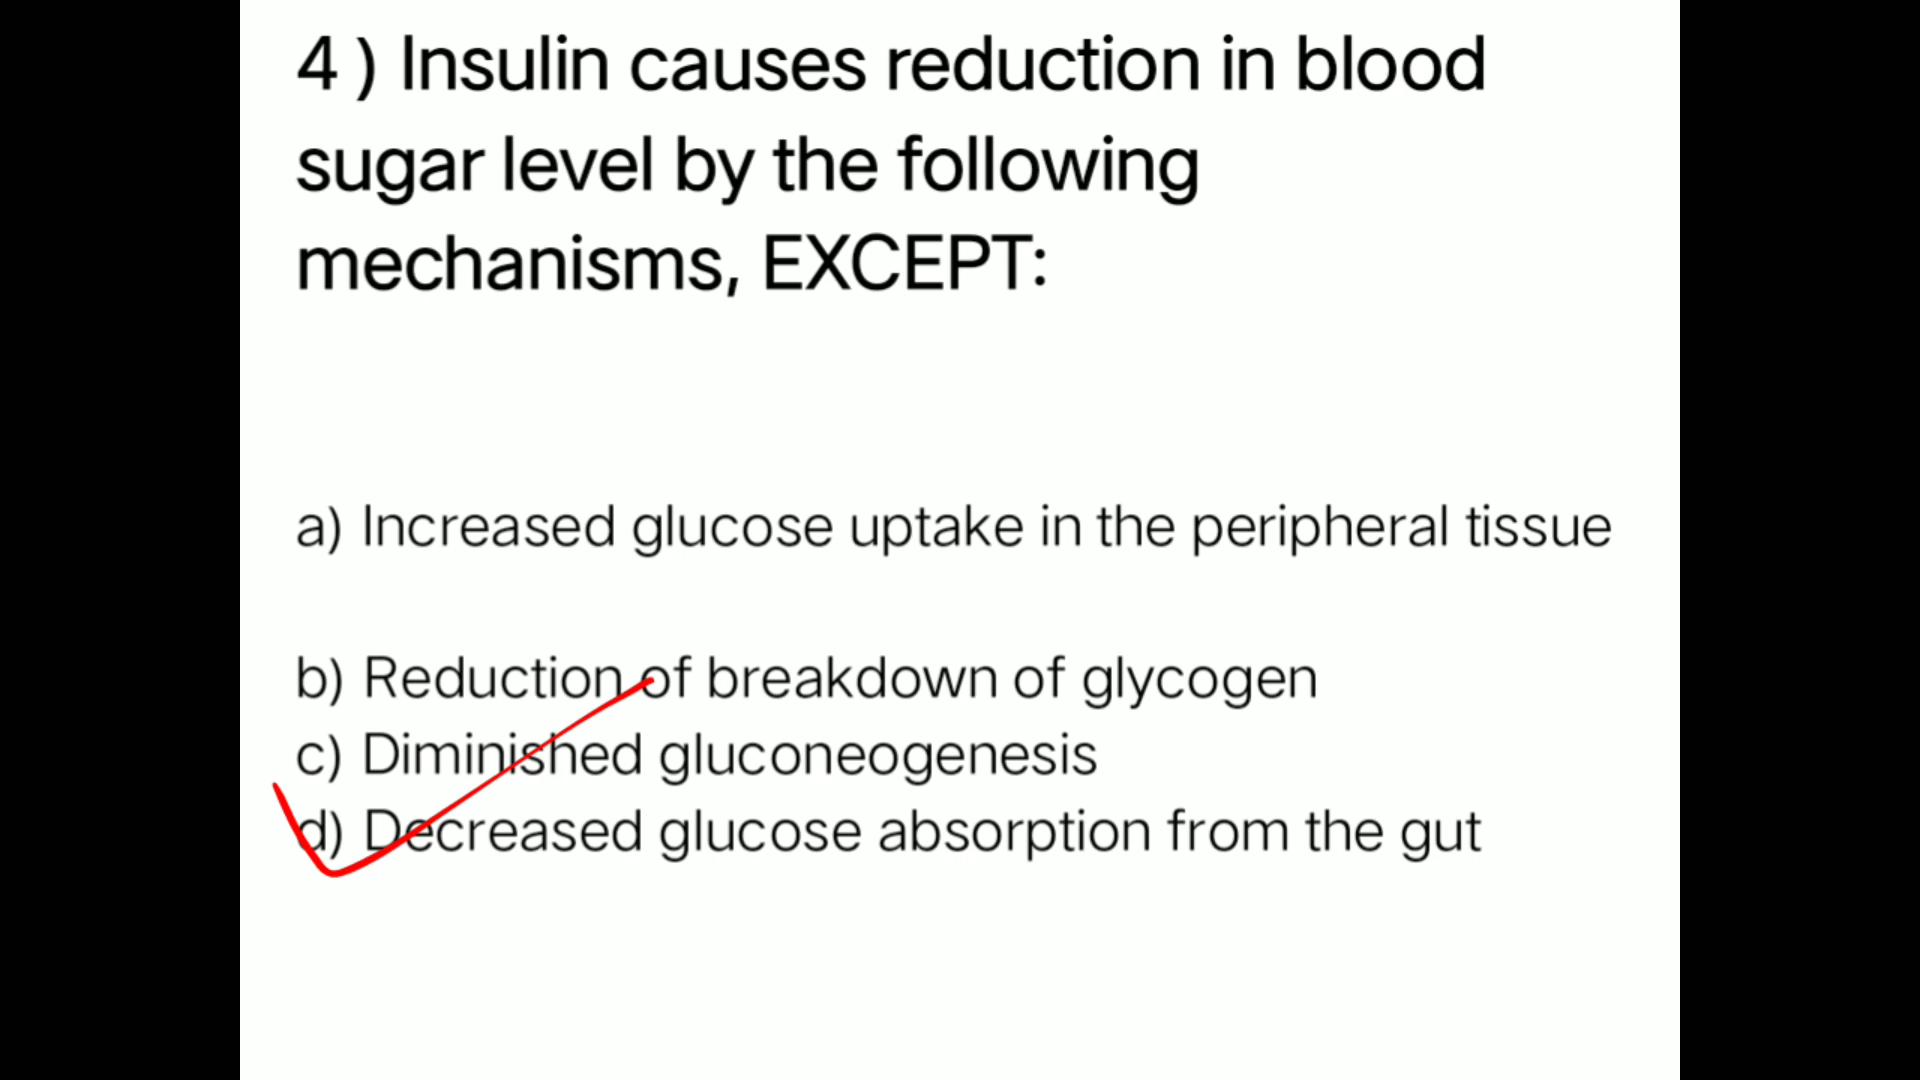 4 ) Insulin causes reduction in blood
sugar level by the following
mechanisms, EXCEPT:
a) Increased glucose uptake in the peripheral tissue
b) Reduction of breakdown of glycogen
c) Diminished gluconeogenesis
d) Decreased glucose absorption from the gut